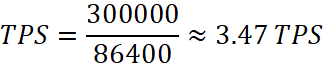 TPS = 300000 / 86400 ≈ 3.47 TPS